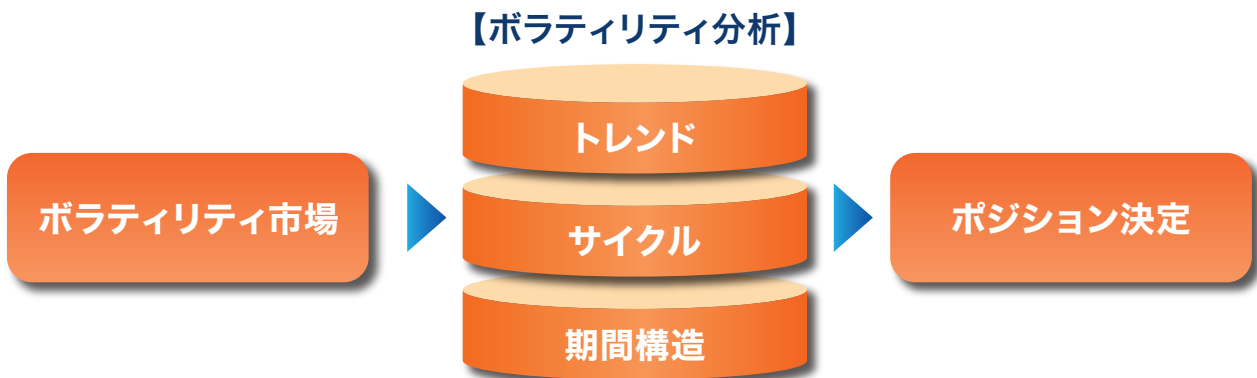 【ボラティリティ分析】
トレンド
ボラティリティ市場
サイクル
ポジション決定
期間構造